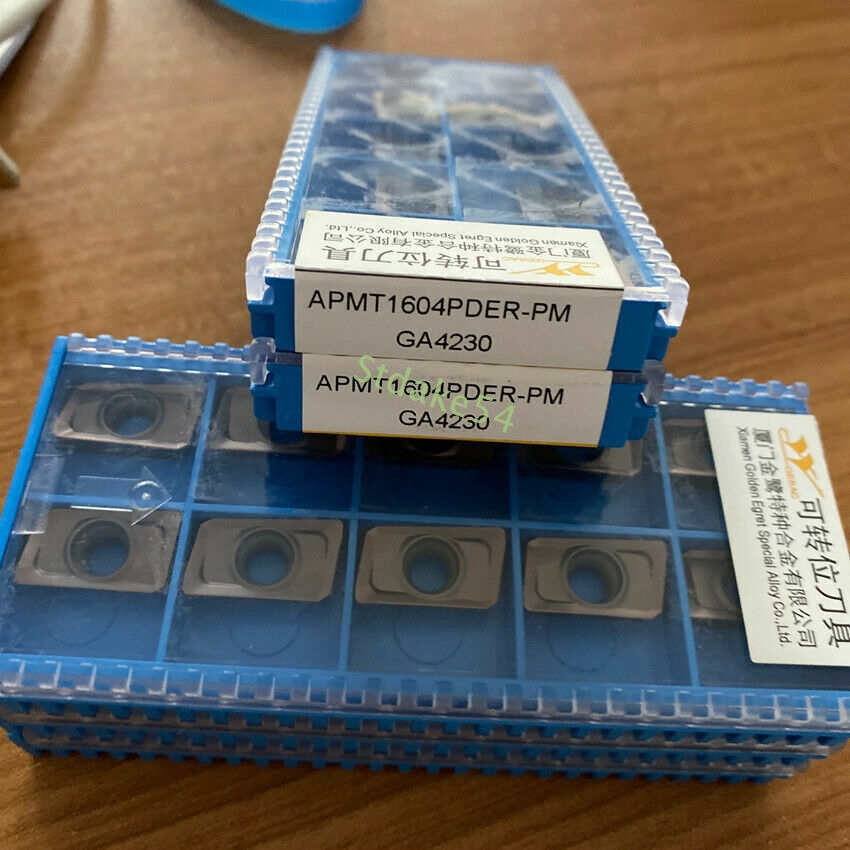 GESAC
可转位刀具
厦门金鹭特种合金有限公司
Xiamen Golden Egret Special Alloy Co.,Ltd.
APMT1604PDER-PM
GA4230
APMT1604PDER-PM
GA4230
Stdake54
GESAC
可转位刀具
厦门金鹭特种合金有限公司
Xiamen Golden Egret Special Alloy Co.,Ltd.